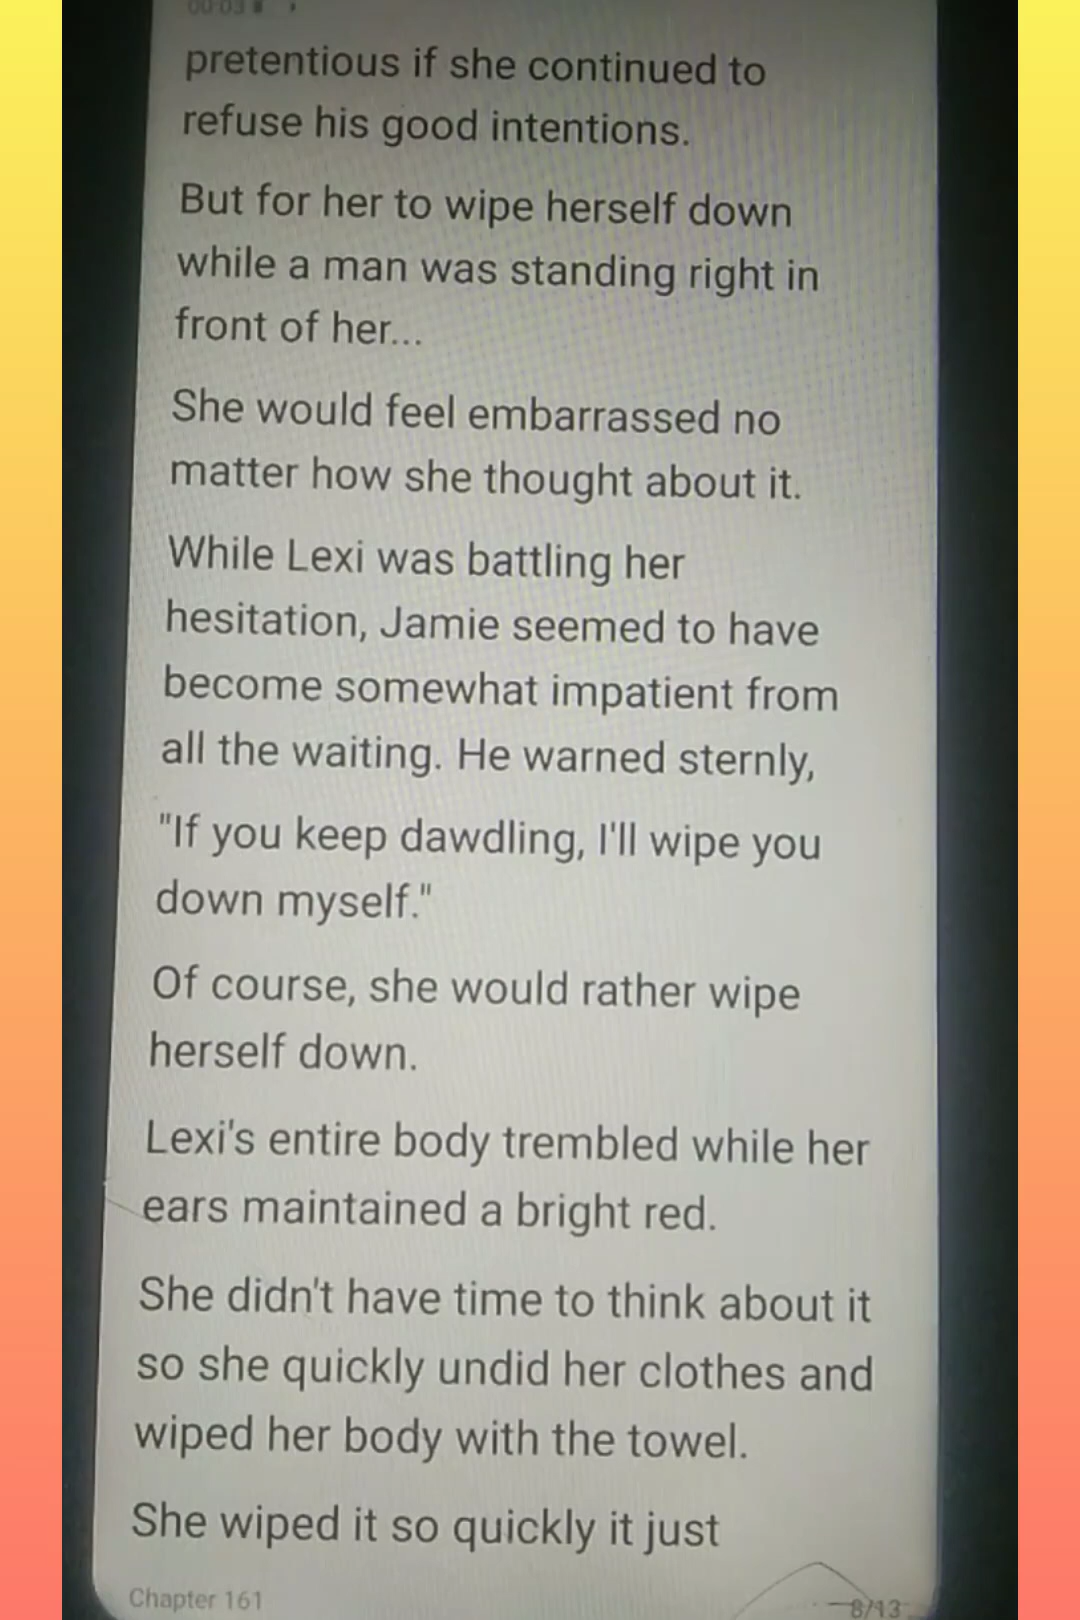 00:03
pretentious if she continued to
refuse his good intentions.
But for her to wipe herself down
while a man was standing right in
front of her...
She would feel embarrassed no
matter how she thought about it.
While Lexi was battling her
hesitation, Jamie seemed to have
become somewhat impatient from
all the waiting. He warned sternly,
"If you keep dawdling, I'll wipe you
down myself."
Of course, she would rather wipe
herself down.
Lexi's entire body trembled while her
ears maintained a bright red.
She didn't have time to think about it
so she quickly undid her clothes and
wiped her body with the towel.
She wiped it so quickly it just
Chapter 161
8/13